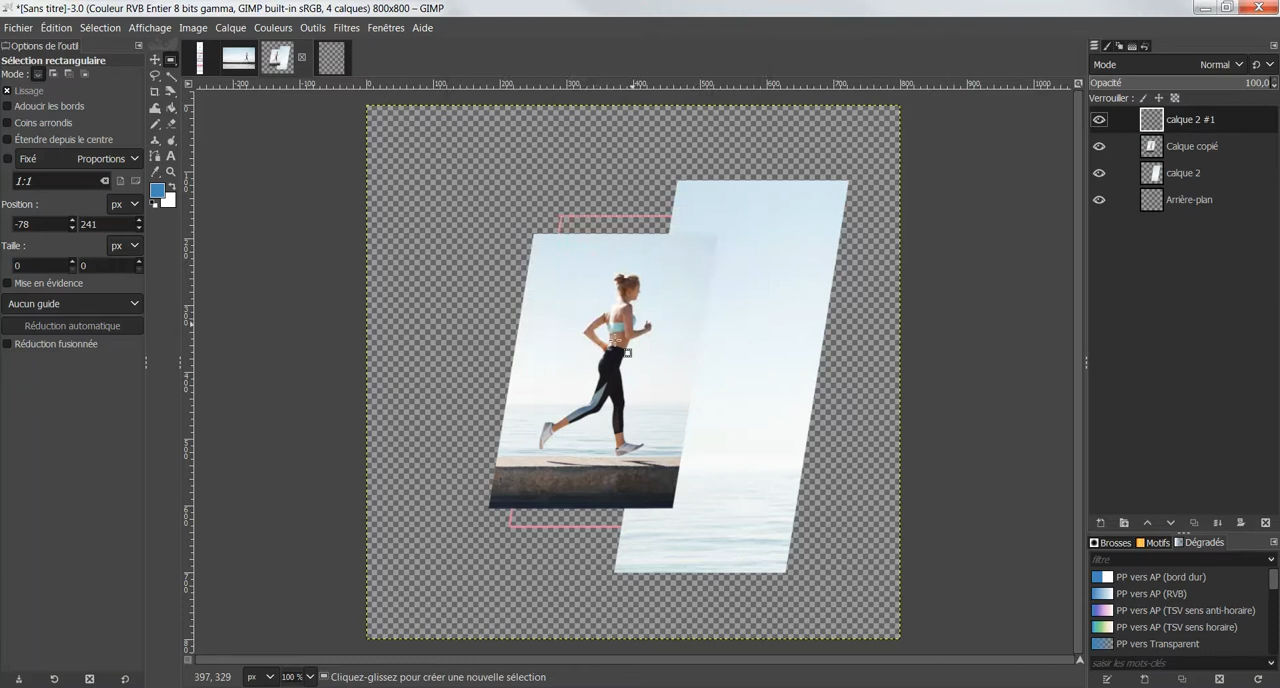 *[Sans titre]-3.0 (Couleur RVB Entier 8 bits gamma, GIMP built-in sRGB, 4 calques) 800x800 – GIMP
Fichier Édition Sélection Affichage Image Calque Couleurs Outils Filtres Fenêtres Aide
Options de l'outil
Sélection rectangulaire
Mode :
Lissage
Adoucir les bords
Coins arrondis
Étendre depuis le centre
Fixé Proportions
1:1
Position : px
-78 241
Taille : px
0 0
Mise en évidence
Aucun guide
Réduction automatique
Réduction fusionnée
Mode Normal
Opacité 100,0
Verrouiller :
calque 2 #1
Calque copié
calque 2
Arrière-plan
Brosses Motifs Dégradés
filtre
PP vers AP (bord dur)
PP vers AP (RVB)
PP vers AP (TSV sens anti-horaire)
PP vers AP (TSV sens horaire)
PP vers Transparent
saisir les mots-clés
397, 329 px 100 % Cliquez-glissez pour créer une nouvelle sélection